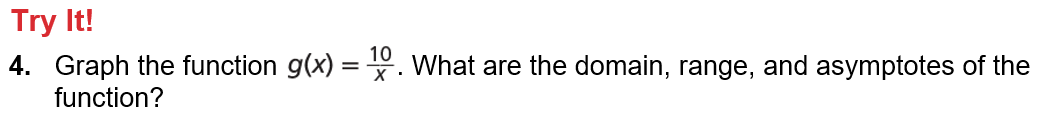 Try It!
4. Graph the function g(x) = 10/x. What are the domain, range, and asymptotes of the
function?